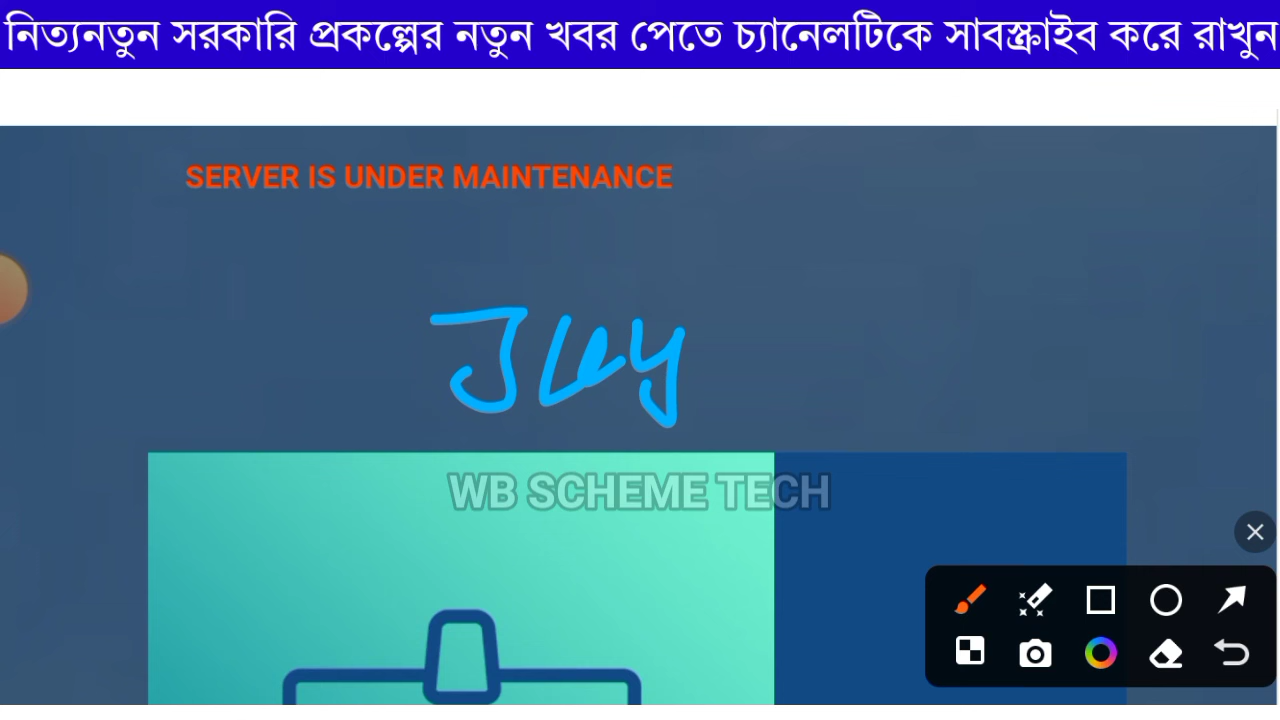 নিত্যনতুন সরকারি প্রকল্পের নতুন খবর পেতে চ্যানেলটিকে সাবস্ক্রাইব করে রাখুন
SERVER IS UNDER MAINTENANCE
WB SCHEME TECH